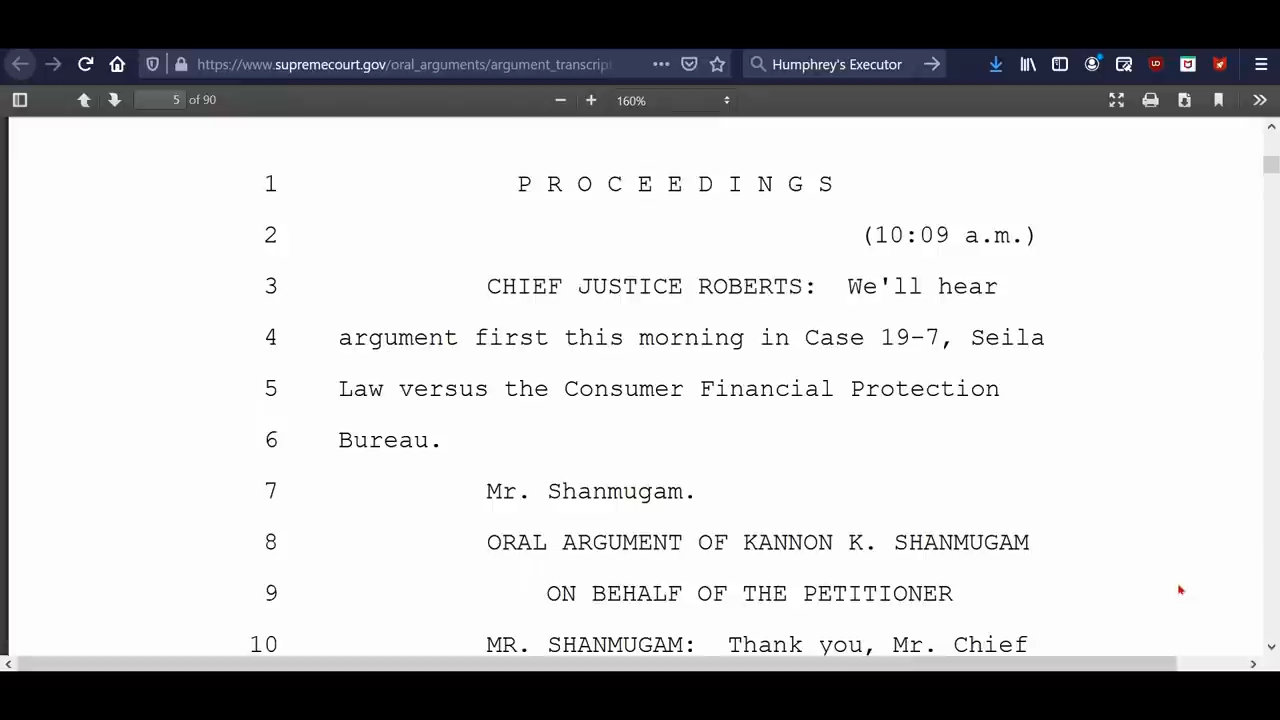 https://www.supremecourt.gov/oral_arguments/argument_transcript
Humphrey's Executor
5 of 90
160%
1 P R O C E E D I N G S
2 (10:09 a.m.)
3 CHIEF JUSTICE ROBERTS: We'll hear
4 argument first this morning in Case 19-7, Seila
5 Law versus the Consumer Financial Protection
6 Bureau.
7 Mr. Shanmugam.
8 ORAL ARGUMENT OF KANNON K. SHANMUGAM
9 ON BEHALF OF THE PETITIONER
10 MR. SHANMUGAM: Thank you, Mr. Chief